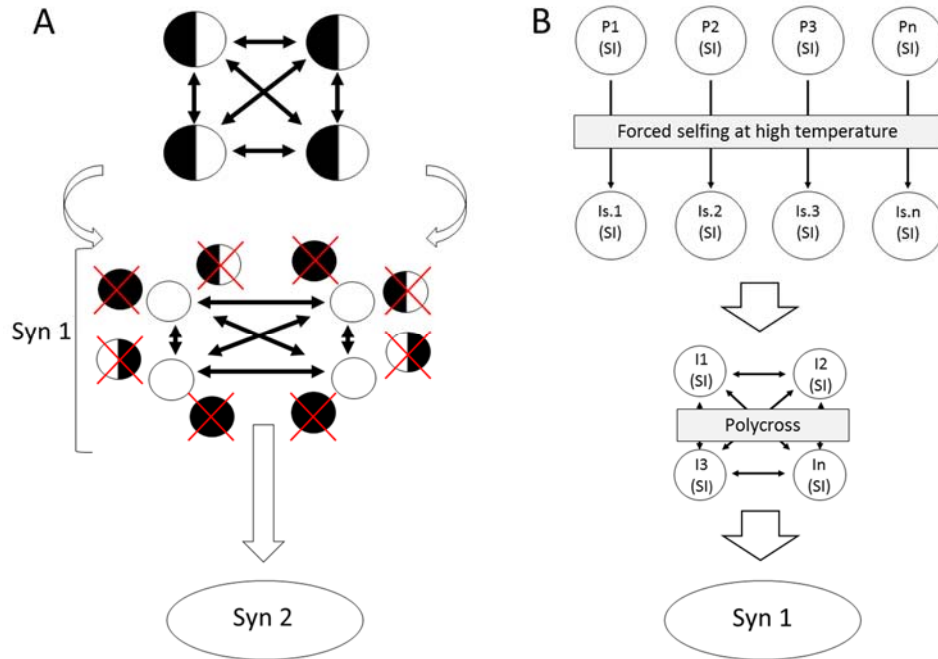 A
Syn 1
Syn 2
B
P1
(SI)
P2
(SI)
P3
(SI)
Pn
(SI)
Forced selfing at high temperature
Is.1
(SI)
Is.2
(SI)
Is.3
(SI)
Is.n
(SI)
I1
(SI)
I2
(SI)
Polycross
I3
(SI)
In
(SI)
Syn 1